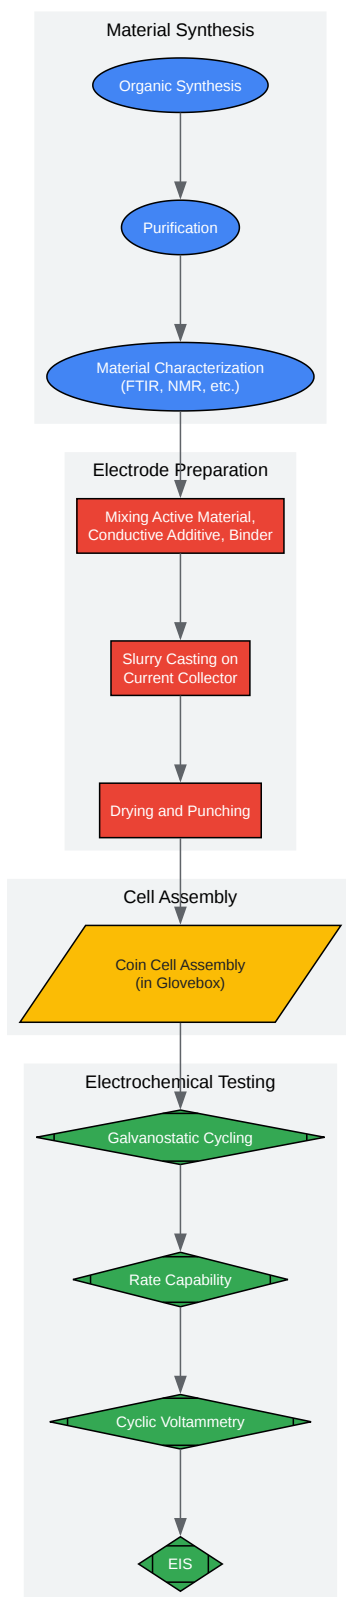 Material Synthesis
Organic Synthesis
Purification
Material Characterization
(FTIR, NMR, etc.)
Electrode Preparation
Mixing Active Material,
Conductive Additive, Binder
Slurry Casting on
Current Collector
Drying and Punching
Cell Assembly
Coin Cell Assembly
(in Glovebox)
Electrochemical Testing
Galvanostatic Cycling
Rate Capability
Cyclic Voltammetry
EIS